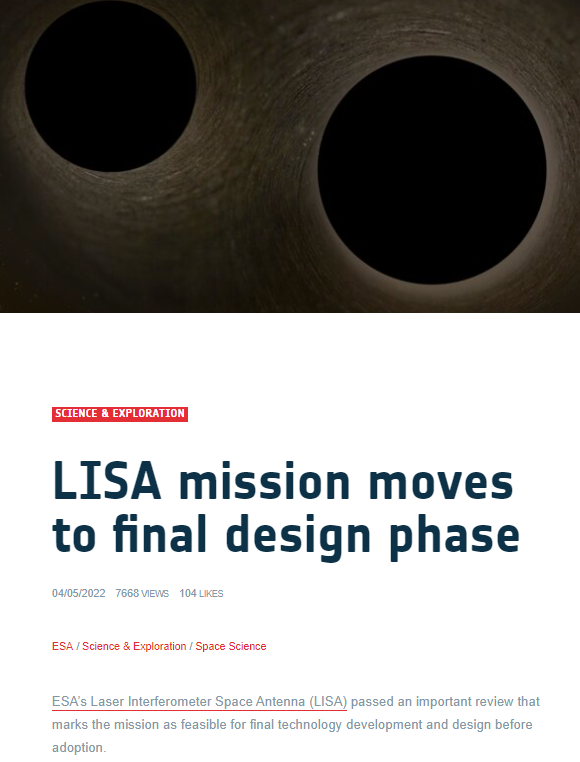 SCIENCE & EXPLORATION
LISA mission moves
to final design phase
04/05/2022 7668 VIEWS 104 LIKES
ESA / Science & Exploration / Space Science
ESA's Laser Interferometer Space Antenna (LISA) passed an important review that
marks the mission as feasible for final technology development and design before
adoption.